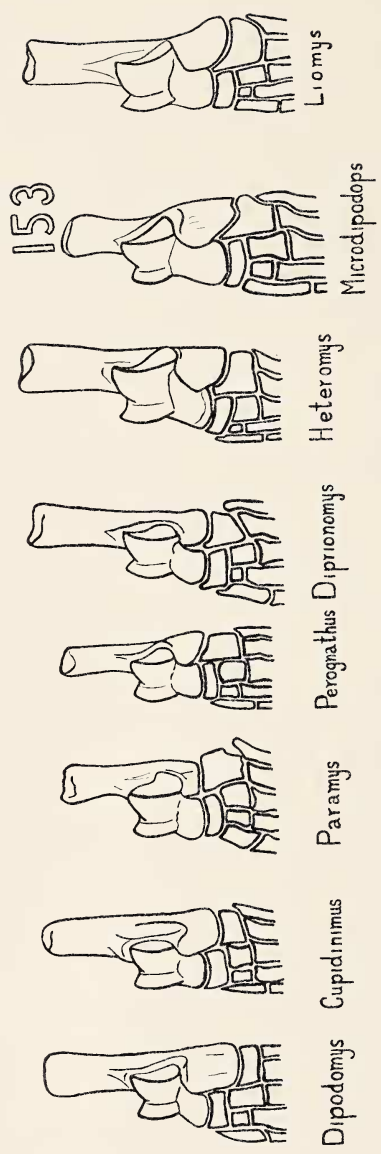 153
Dipodomys
Cupidinimus
Paramys
Perognathus
Diprionomys
Heteromys
Microdipodops
Liomys